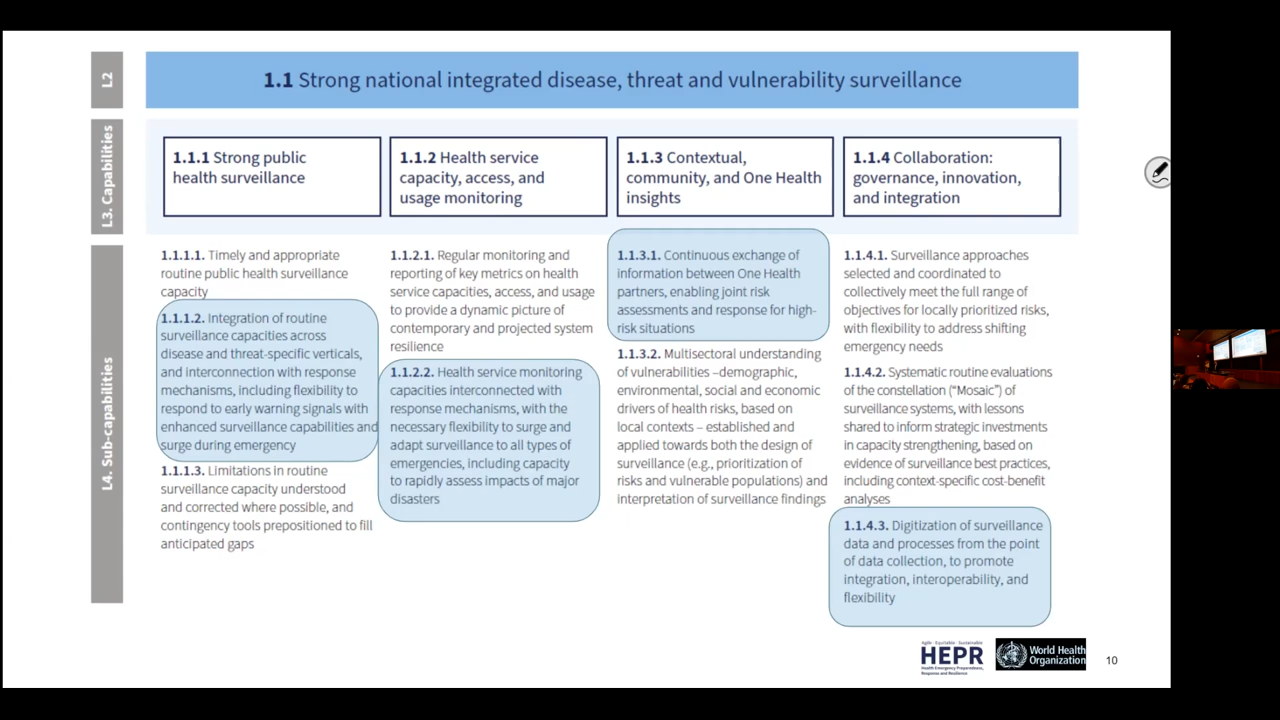 L2
1.1 Strong national integrated disease, threat and vulnerability surveillance
L3. Capabilities
1.1.1 Strong public
health surveillance
1.1.2 Health service
capacity, access, and
usage monitoring
1.1.3 Contextual,
community, and One Health
insights
1.1.4 Collaboration:
governance, innovation,
and integration
L4. Sub-capabilities
1.1.1.1. Timely and appropriate
routine public health surveillance
capacity
1.1.1.2. Integration of routine
surveillance capacities across
disease and threat-specific verticals,
and interconnection with response
mechanisms, including flexibility to
respond to early warning signals with
enhanced surveillance capabilities and
surge during emergency
1.1.1.3. Limitations in routine
surveillance capacity understood
and corrected where possible, and
contingency tools prepositioned to fill
anticipated gaps
1.1.2.1. Regular monitoring and
reporting of key metrics on health
service capacities, access, and usage
to provide a dynamic picture of
contemporary and projected system
resilience
1.1.2.2. Health service monitoring
capacities interconnected with
response mechanisms, with the
necessary flexibility to surge and
adapt surveillance to all types of
emergencies, including capacity
to rapidly assess impacts of major
disasters
1.1.3.1. Continuous exchange of
information between One Health
partners, enabling joint risk
assessments and response for high-
risk situations
1.1.3.2. Multisectoral understanding
of vulnerabilities –demographic,
environmental, social and economic
drivers of health risks, based on
local contexts – established and
applied towards both the design of
surveillance (e.g., prioritization of
risks and vulnerable populations) and
interpretation of surveillance findings
1.1.4.1. Surveillance approaches
selected and coordinated to
collectively meet the full range of
objectives for locally prioritized risks,
with flexibility to address shifting
emergency needs
1.1.4.2. Systematic routine evaluations
of the constellation (“Mosaic”) of
surveillance systems, with lessons
shared to inform strategic investments
in capacity strengthening, based on
evidence of surveillance best practices,
including context-specific cost-benefit
analyses
1.1.4.3. Digitization of surveillance
data and processes from the point
of data collection, to promote
integration, interoperability, and
flexibility
Agile · Equitable · Sustainable
HEPR
Health Emergency Preparedness,
Response and Resilience
World Health
Organization
10